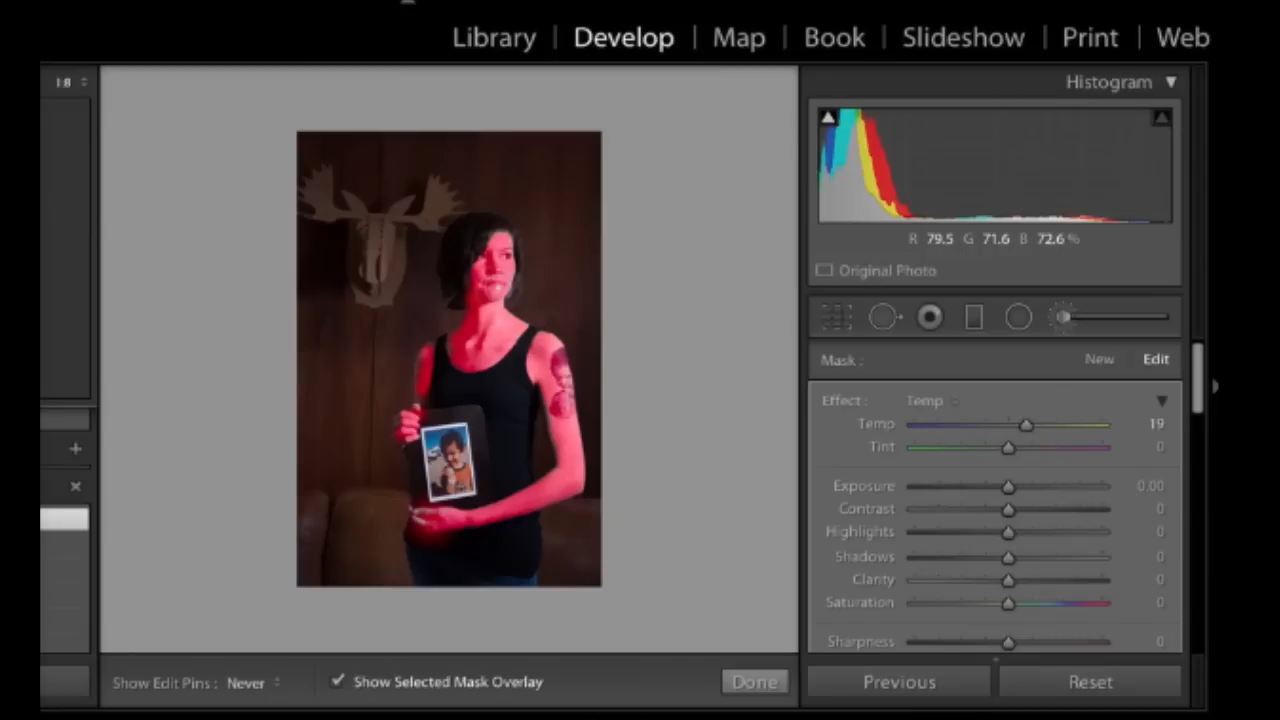 Library | Develop | Map | Book | Slideshow | Print | Web
1:8
Histogram
R 79.5 G 71.6 B 72.6 %
Original Photo
Mask : New Edit
Effect : Temp
Temp 19
Tint 0
Exposure 0.00
Contrast 0
Highlights 0
Shadows 0
Clarity 0
Saturation 0
Sharpness 0
Show Edit Pins : Never Show Selected Mask Overlay Done
Previous Reset